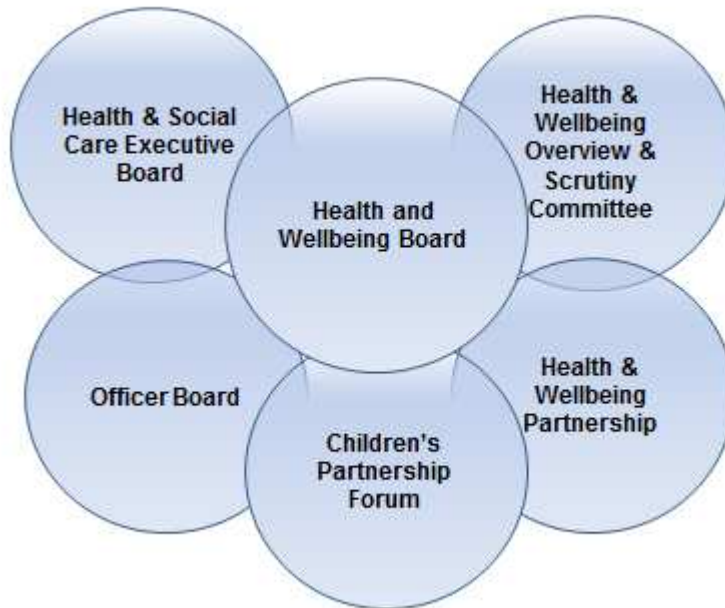 Health & Social
Care Executive
Board
Health &
Wellbeing
Overview &
Scrutiny
Committee
Health and
Wellbeing Board
Officer Board
Health &
Wellbeing
Partnership
Children's
Partnership
Forum